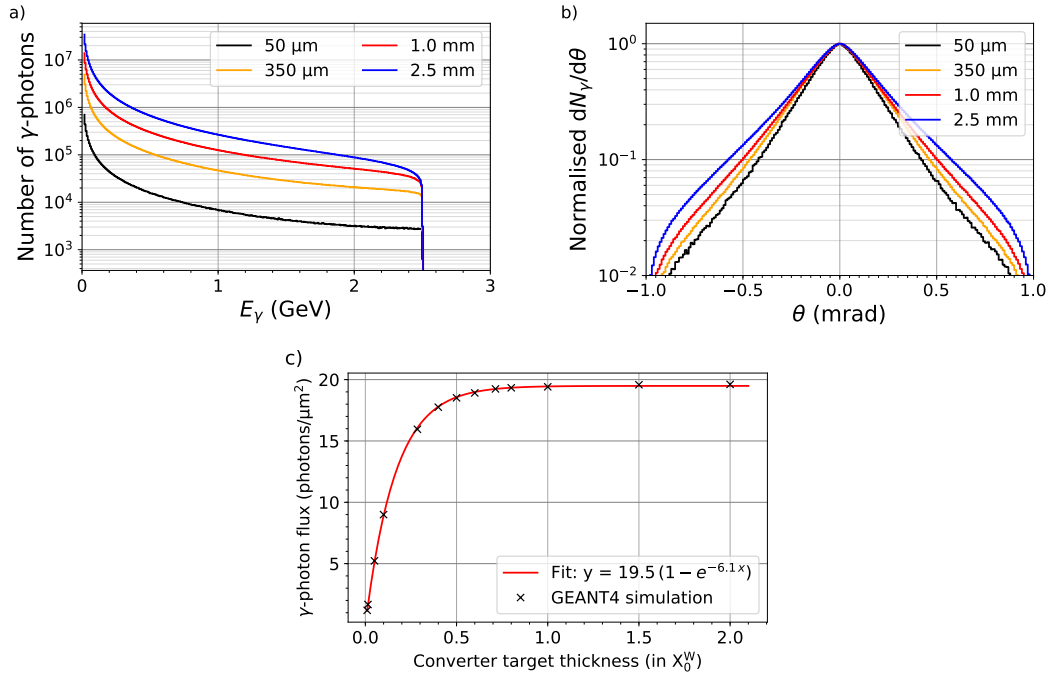 a)
Number of γ-photons
10⁷
10⁶
10⁵
10⁴
10³
50 μm
350 μm
1.0 mm
2.5 mm
0
1
2
3
E_γ (GeV)
b)
Normalised dN_γ/dθ
10⁰
10⁻¹
10⁻²
50 μm
350 μm
1.0 mm
2.5 mm
−1.0
−0.5
0.0
0.5
1.0
θ (mrad)
c)
γ-photon flux (photons/μm²)
20
15
10
5
Fit: y = 19.5 (1 − e^{−6.1x})
GEANT4 simulation
0.0
0.5
1.0
1.5
2.0
Converter target thickness (in X₀ᵂ)